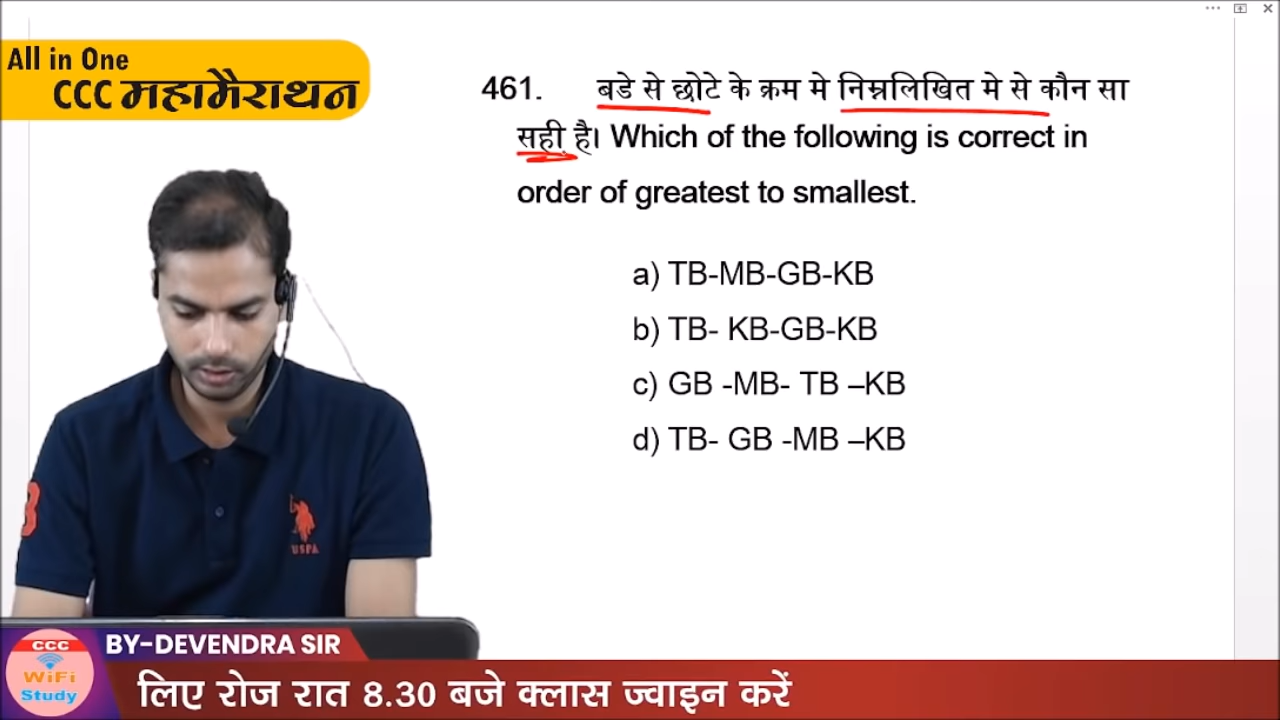 All in One
CCC महामैराथन
461. बडे से छोटे के क्रम मे निम्नलिखित मे से कौन सा
सही है। Which of the following is correct in
order of greatest to smallest.
a) TB-MB-GB-KB
b) TB- KB-GB-KB
c) GB -MB- TB –KB
d) TB- GB -MB –KB
3
USPA
BY-DEVENDRA SIR
CCC
WiFi
Study
लिए रोज रात 8.30 बजे क्लास ज्वाइन करें